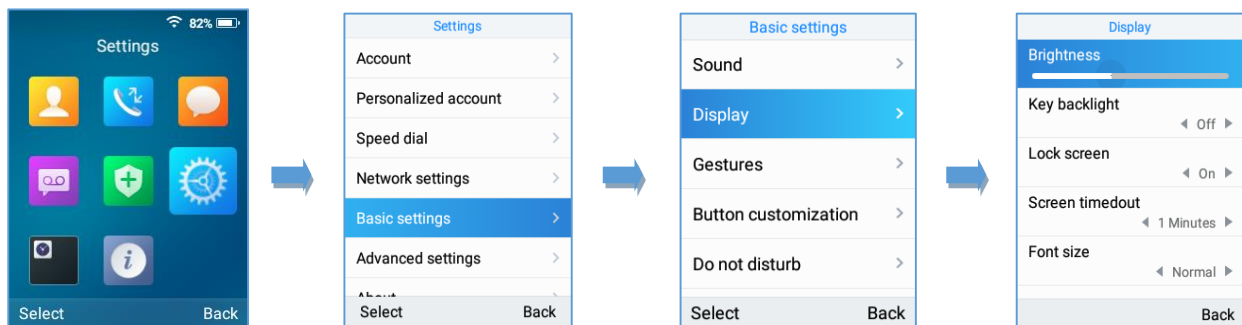 82%
Settings
Select Back
Settings
Account
Personalized account
Speed dial
Network settings
Basic settings
Advanced settings
About
Select Back
Basic settings
Sound
Display
Gestures
Button customization
Do not disturb
Select Back
Display
Brightness
Key backlight
Off
Lock screen
On
Screen timedout
1 Minutes
Font size
Normal
Back